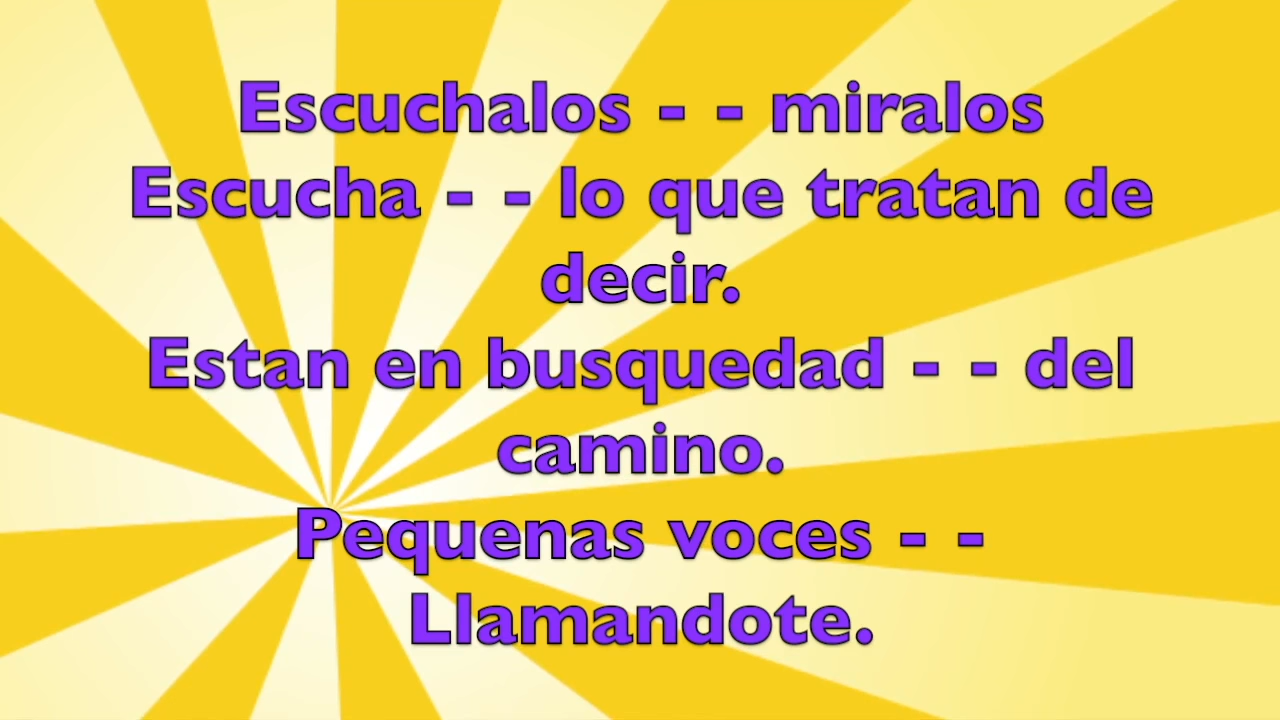 Escuchalos - - miralos
Escucha - - lo que tratan de
decir.
Estan en busquedad - - del
camino.
Pequenas voces - -
Llamandote.